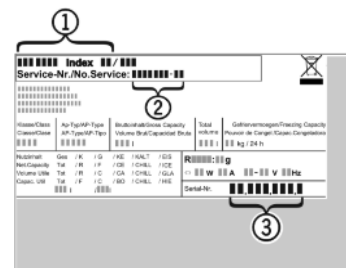 1
Index /
Service-Nr./No.Service: -
2
Klasse/Class Ap-Typ/AP-Type Bruttoinhalt/Gross Capacity Total Gefriervermoegen/Freezing Capacity
Classe/Clase AP-Type/AP-Tipo Volume Brut/Capacidad Bruta volume Pouvoir de Congel./Capac.Congeladora
l l kg / 24 h
Nutzinhalt Ges / K / G / KE / KALT / EIS
Net.Capacity Tot / R / F / CE / CHILL / ICE
Volume Utile Tot / R / C / CA / CHILL / GLA
Capac. Util Tot / F / C / BO / CHILL / HIE
l / l
R : g
W A - V Hz
Serial-Nr. , , ,
3